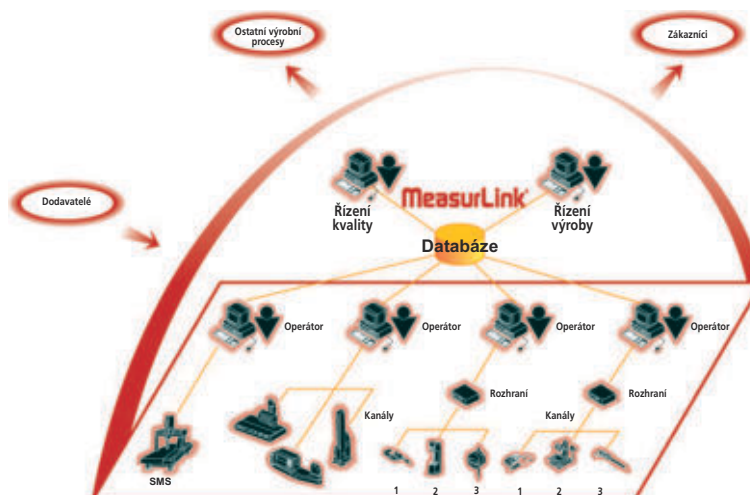 Ostatní výrobní
procesy
Zákazníci
Dodavatelé
MeasurLink®
Řízení
kvality
Řízení
výroby
Databáze
Operátor
Operátor
Operátor
Operátor
Rozhraní
Rozhraní
Kanály
Kanály
SMS
1
2
3
1
2
3